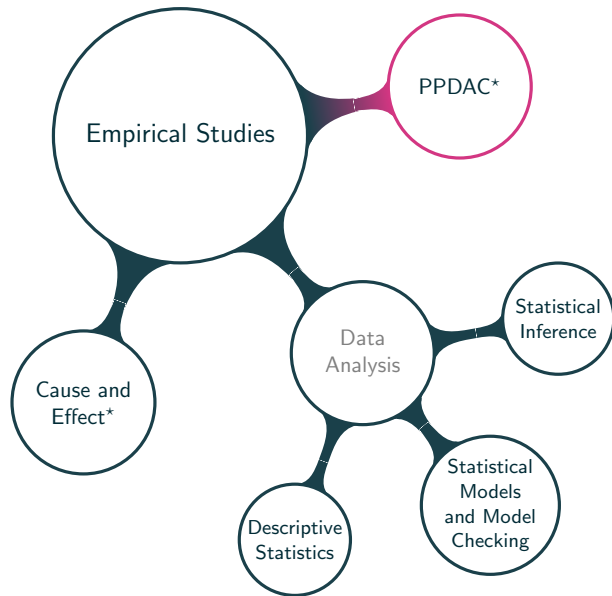 Empirical Studies
PPDAC*
Statistical
Inference
Data
Analysis
Cause and
Effect*
Statistical
Models
and Model
Checking
Descriptive
Statistics